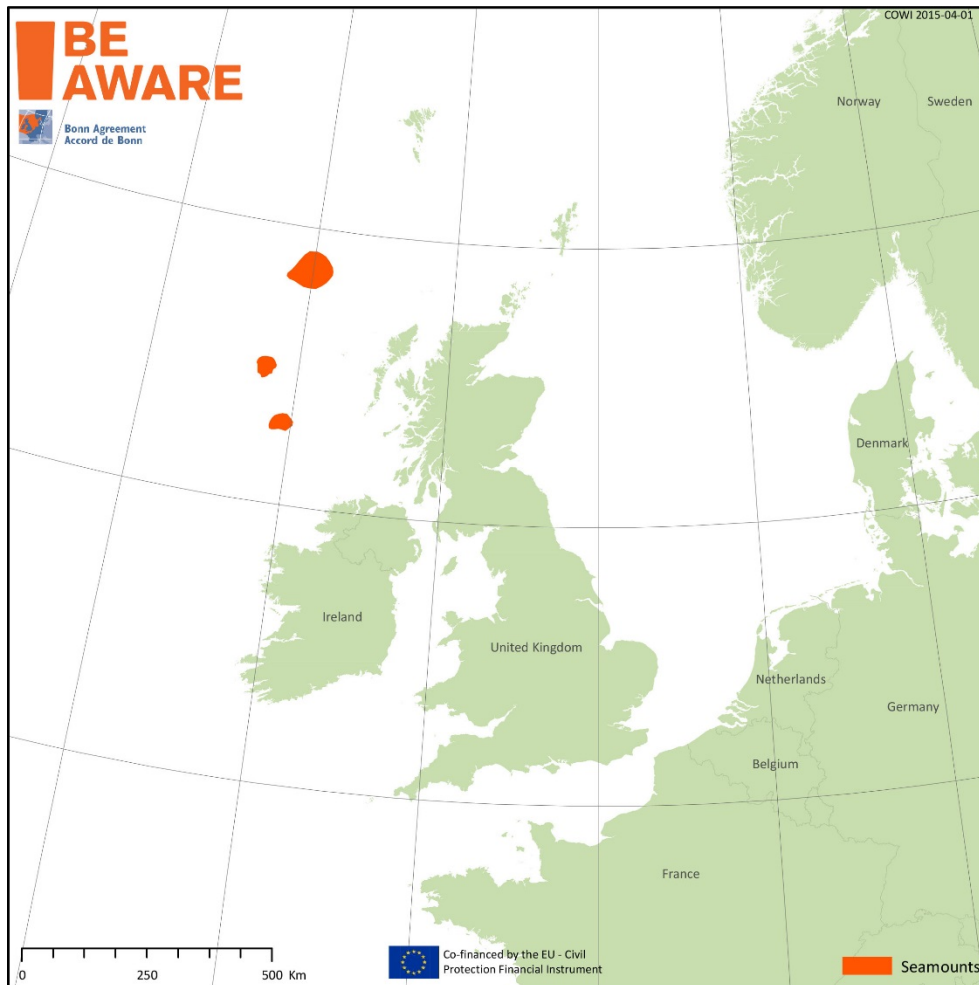 COWI 2015-04-01
BE
AWARE
Bonn Agreement
Accord de Bonn
Norway
Sweden
Denmark
Ireland
United Kingdom
Netherlands
Germany
Belgium
France
0 250 500 Km
Co-financed by the EU - Civil
Protection Financial Instrument
Seamounts